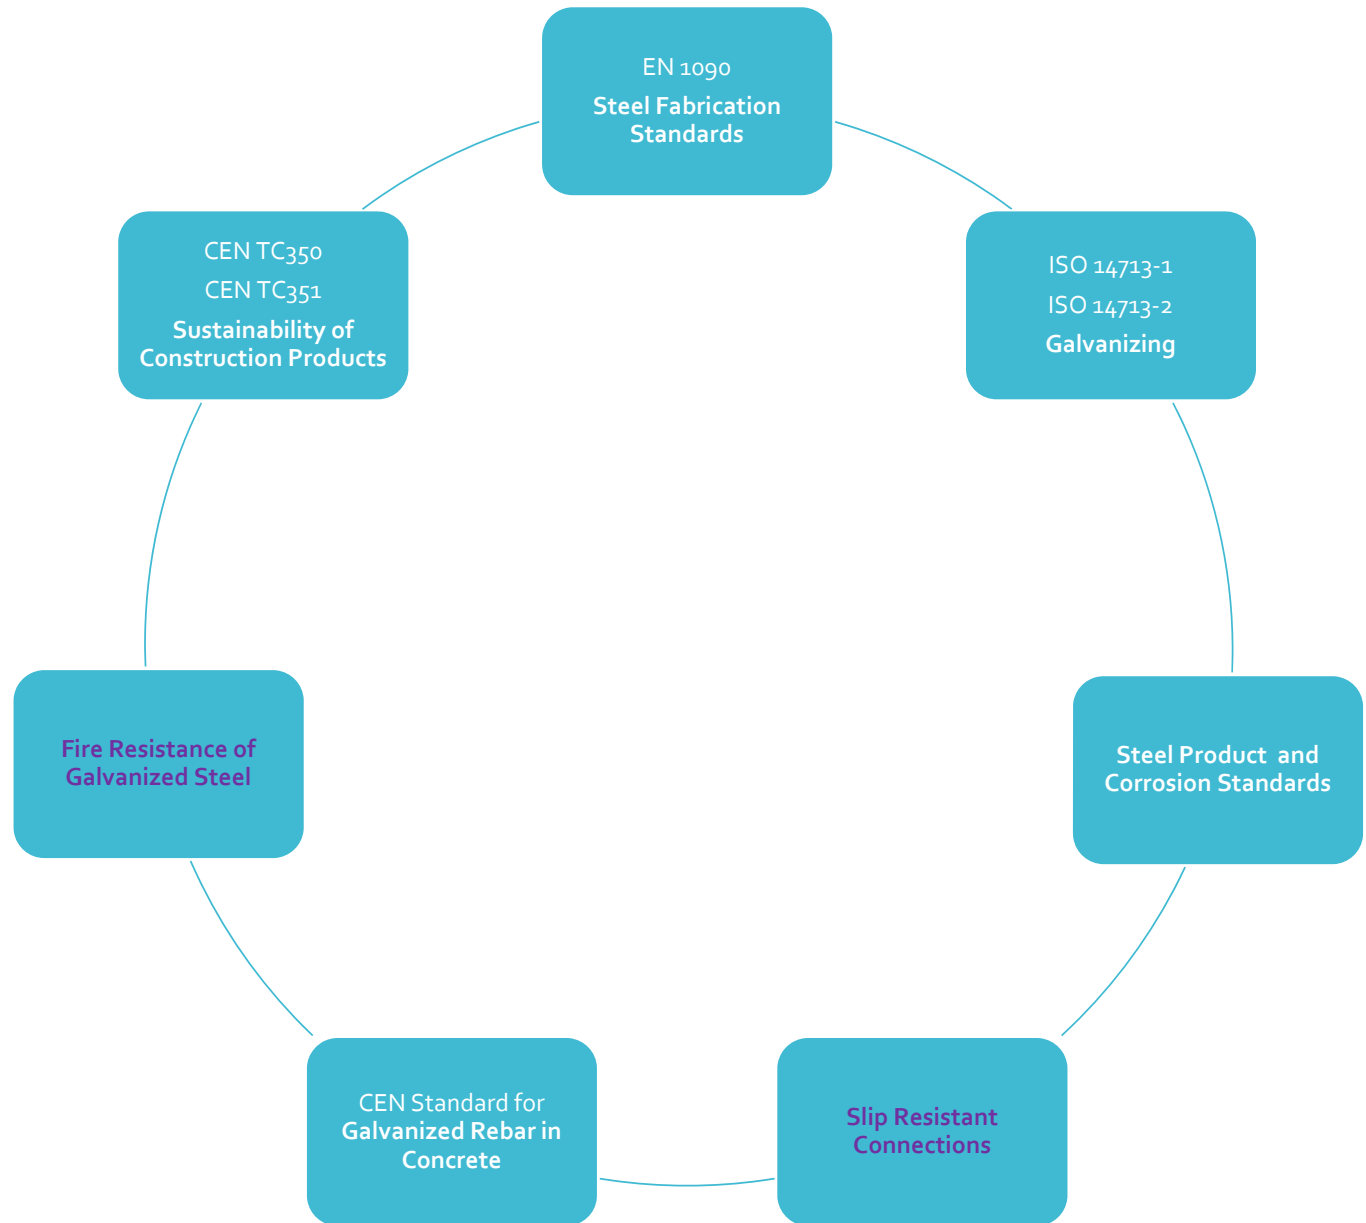 EN 1090
Steel Fabrication
Standards
ISO 14713-1
ISO 14713-2
Galvanizing
Steel Product and
Corrosion Standards
Slip Resistant
Connections
CEN Standard for
Galvanized Rebar in
Concrete
Fire Resistance of
Galvanized Steel
CEN TC350
CEN TC351
Sustainability of
Construction Products